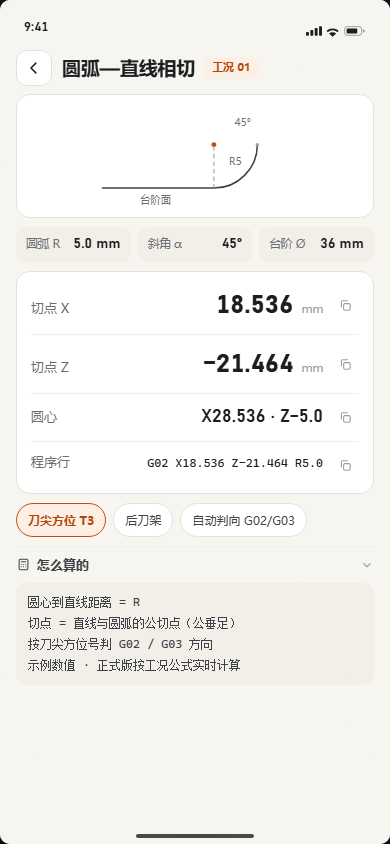 9:41
圆弧—直线相切 工况 01
45°
R5
台阶面
圆弧 R 5.0 mm 斜角 α 45° 台阶 Ø 36 mm
切点 X 18.536 mm
切点 Z −21.464 mm
圆心 X28.536 · Z−5.0
程序行 G02 X18.536 Z−21.464 R5.0
刀尖方位 T3 后刀架 自动判向 G02/G03
怎么算的
圆心到直线距离 = R
切点 = 直线与圆弧的公切点（公垂足）
按刀尖方位号判 G02 / G03 方向
示例数值 · 正式版按工况公式实时计算